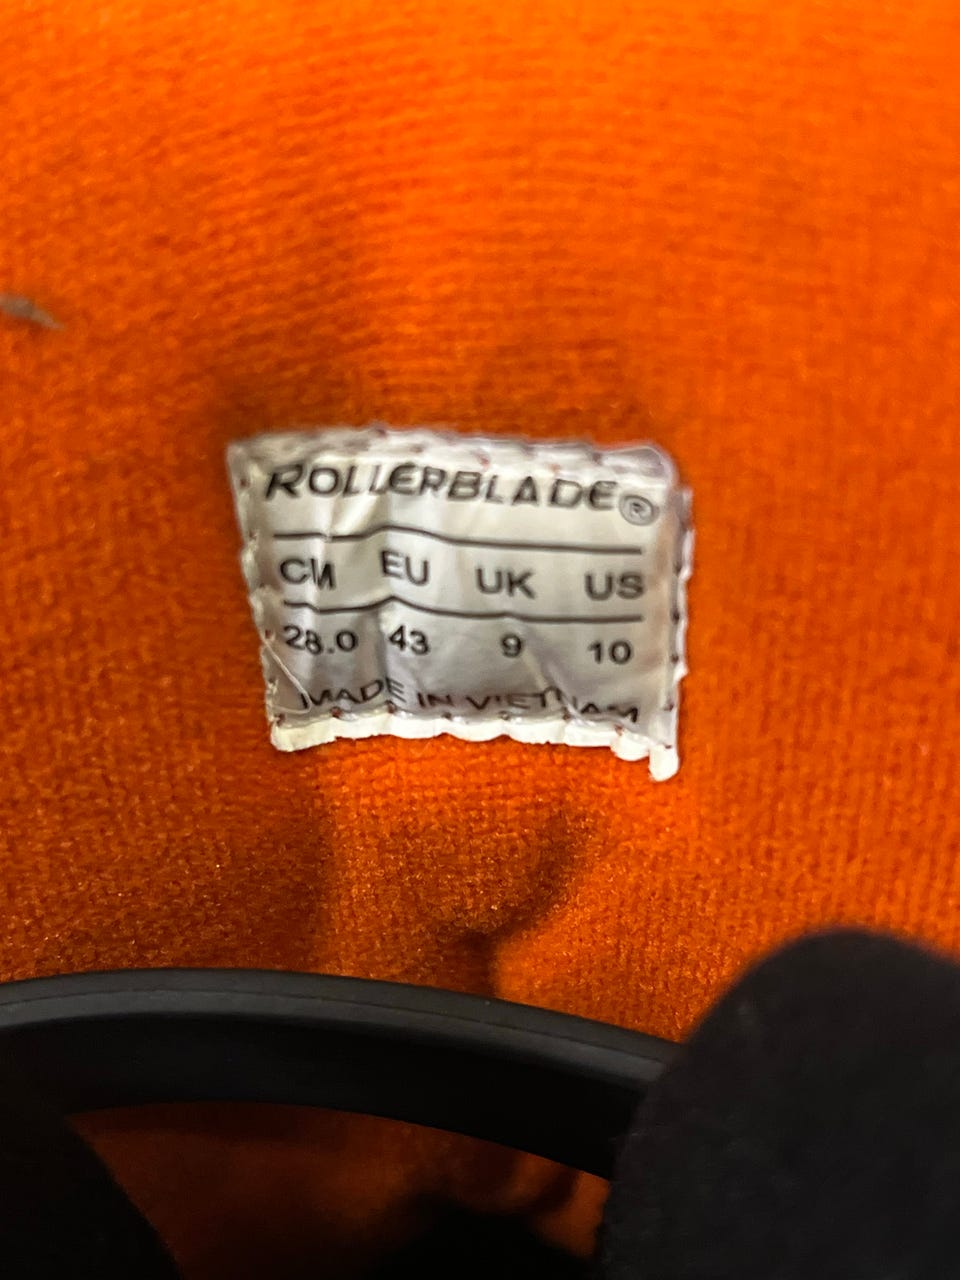 ROLLERBLADE®
CM EU UK US
28.0 43 9 10
MADE IN VIETNAM